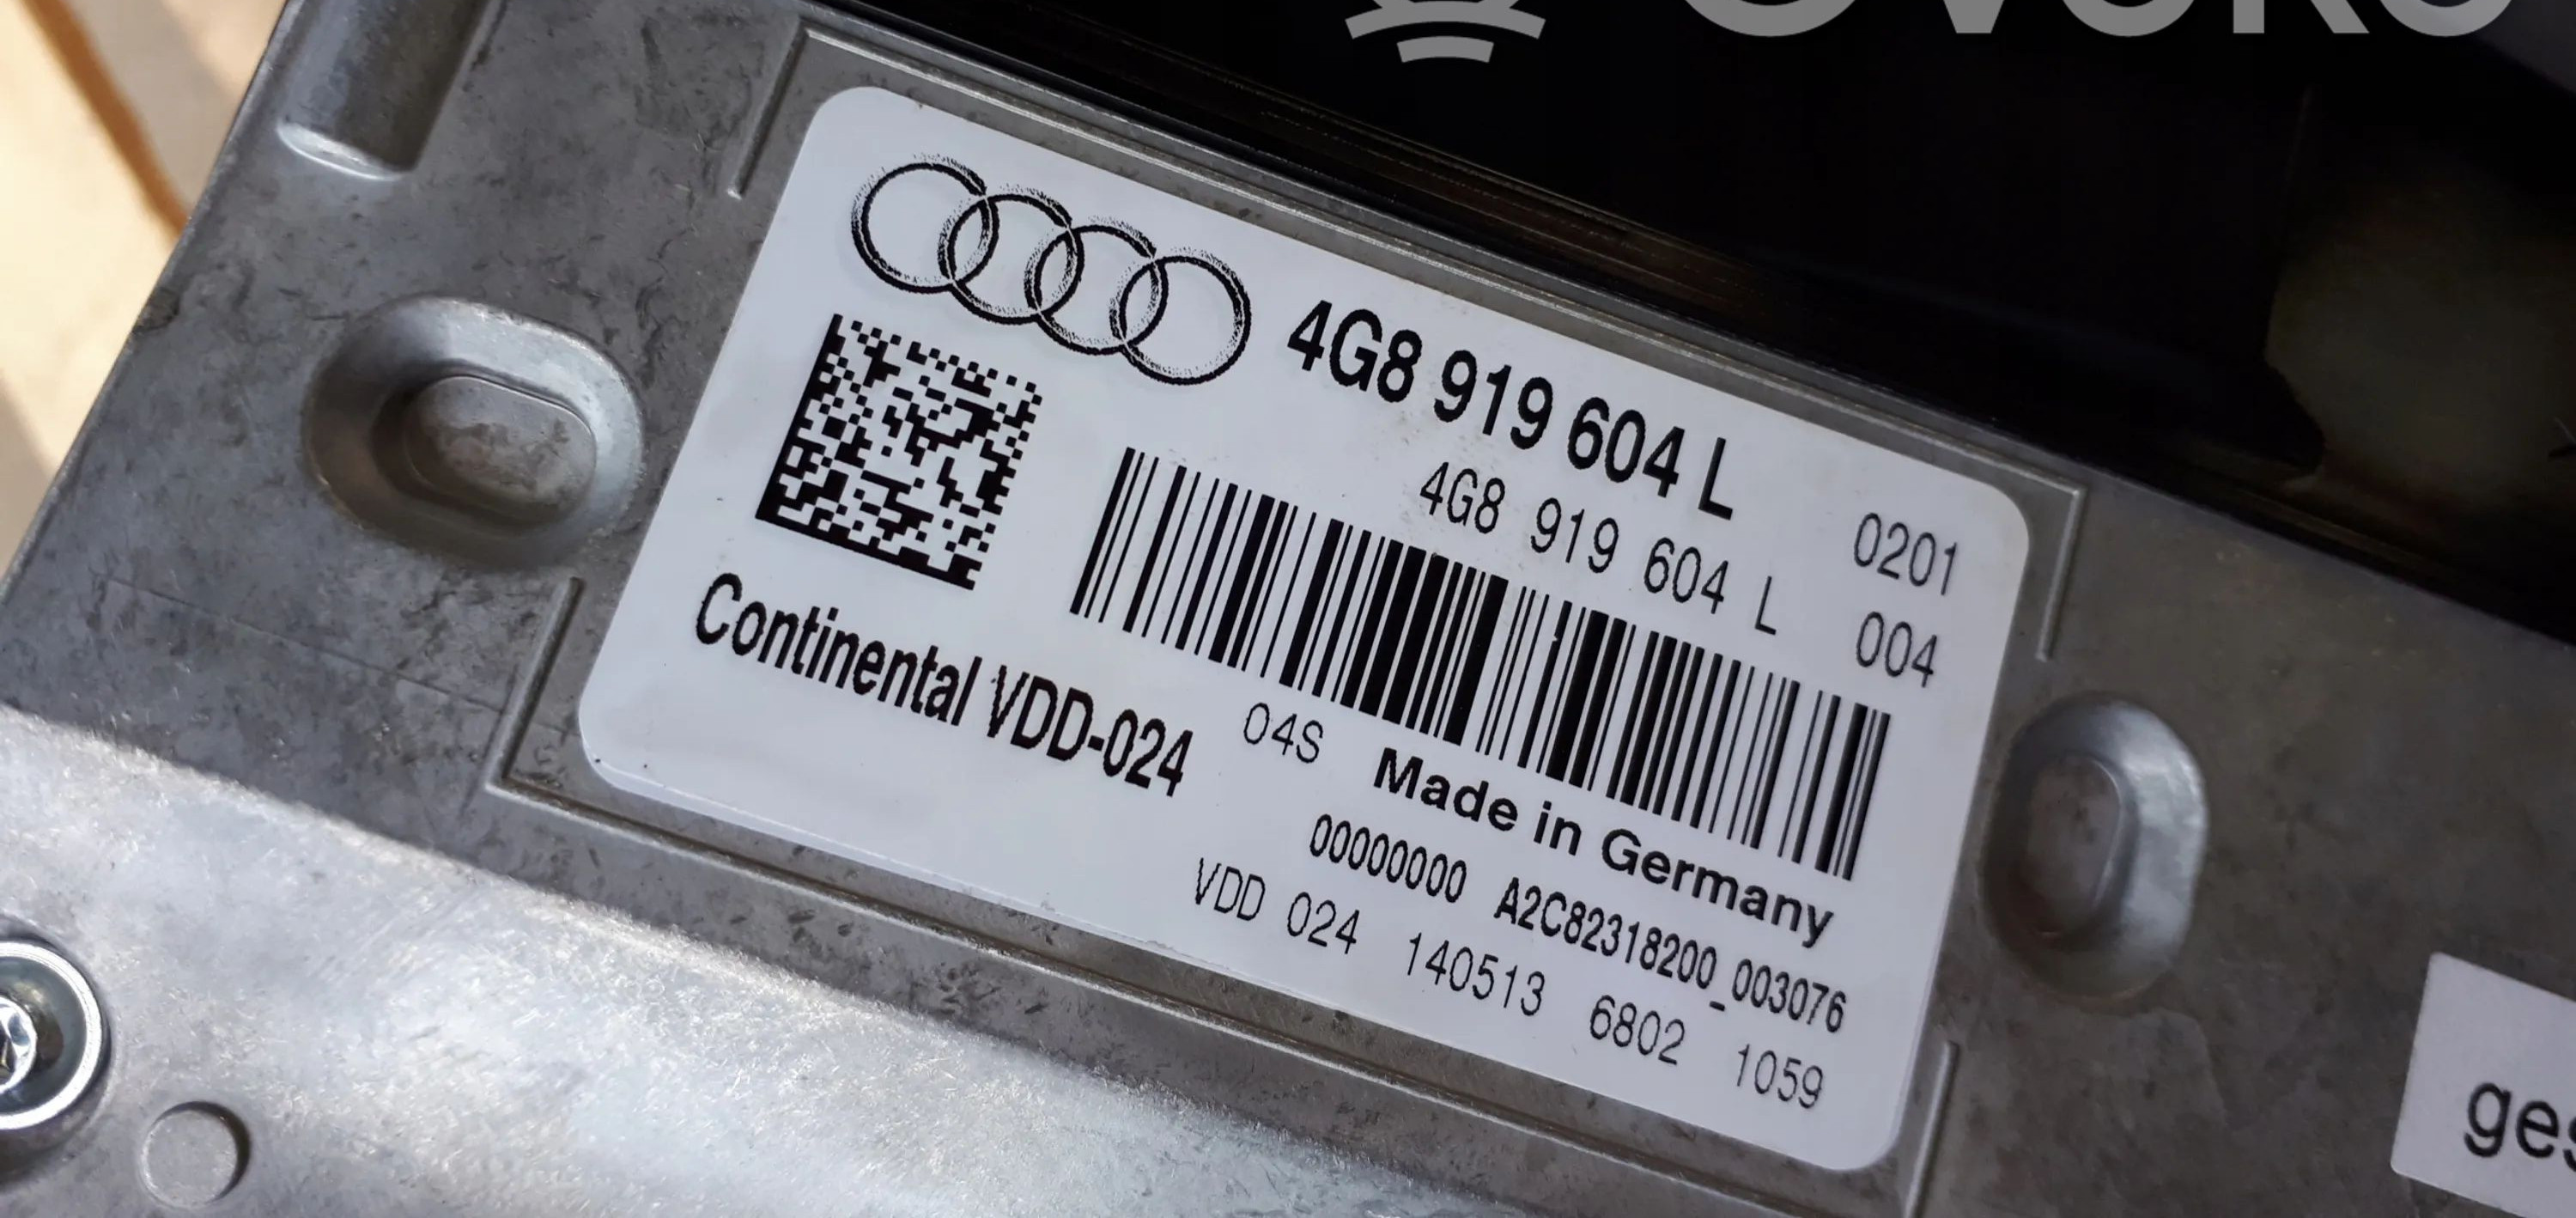 4G8 919 604 L
4G8 919 604 L 0201
004
Continental VDD-024
04S Made in Germany
00000000 A2C82318200_003076
VDD 024 140513 6802 1059